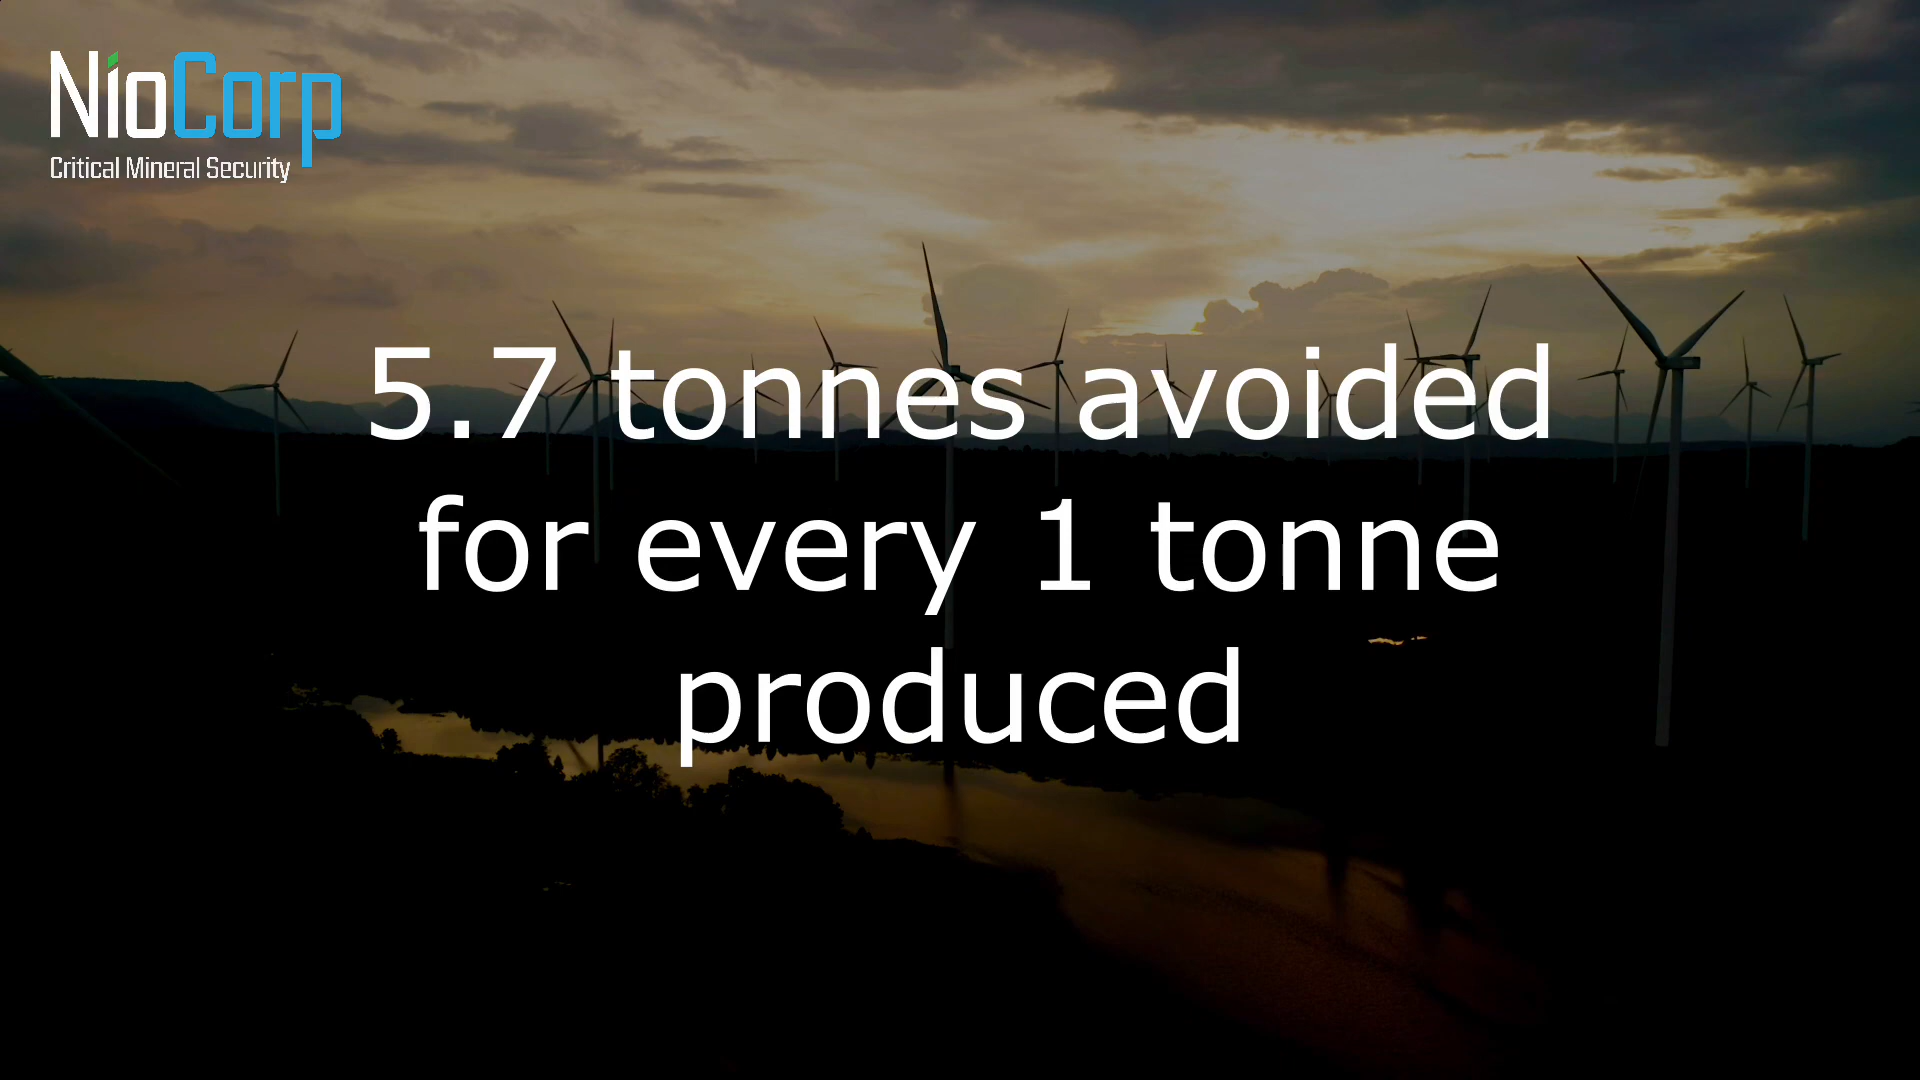 NioCorp
Critical Mineral Security
5.7 tonnes avoided
for every 1 tonne
produced